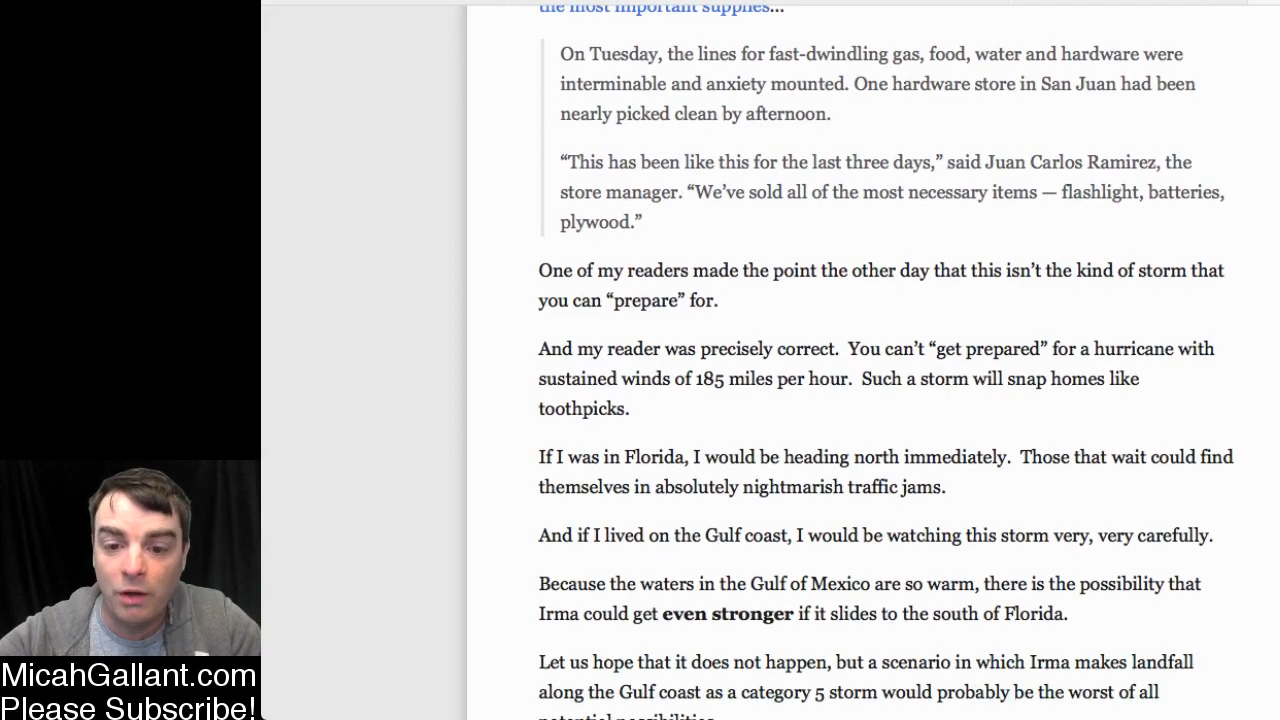 the most important supplies...
On Tuesday, the lines for fast-dwindling gas, food, water and hardware were
interminable and anxiety mounted. One hardware store in San Juan had been
nearly picked clean by afternoon.
“This has been like this for the last three days,” said Juan Carlos Ramirez, the
store manager. “We’ve sold all of the most necessary items — flashlight, batteries,
plywood.”
One of my readers made the point the other day that this isn’t the kind of storm that
you can “prepare” for.
And my reader was precisely correct.  You can’t “get prepared” for a hurricane with
sustained winds of 185 miles per hour.  Such a storm will snap homes like
toothpicks.
If I was in Florida, I would be heading north immediately.  Those that wait could find
themselves in absolutely nightmarish traffic jams.
And if I lived on the Gulf coast, I would be watching this storm very, very carefully.
Because the waters in the Gulf of Mexico are so warm, there is the possibility that
Irma could get even stronger if it slides to the south of Florida.
Let us hope that it does not happen, but a scenario in which Irma makes landfall
along the Gulf coast as a category 5 storm would probably be the worst of all
potential possibilities.
MicahGallant.com
Please Subscribe!